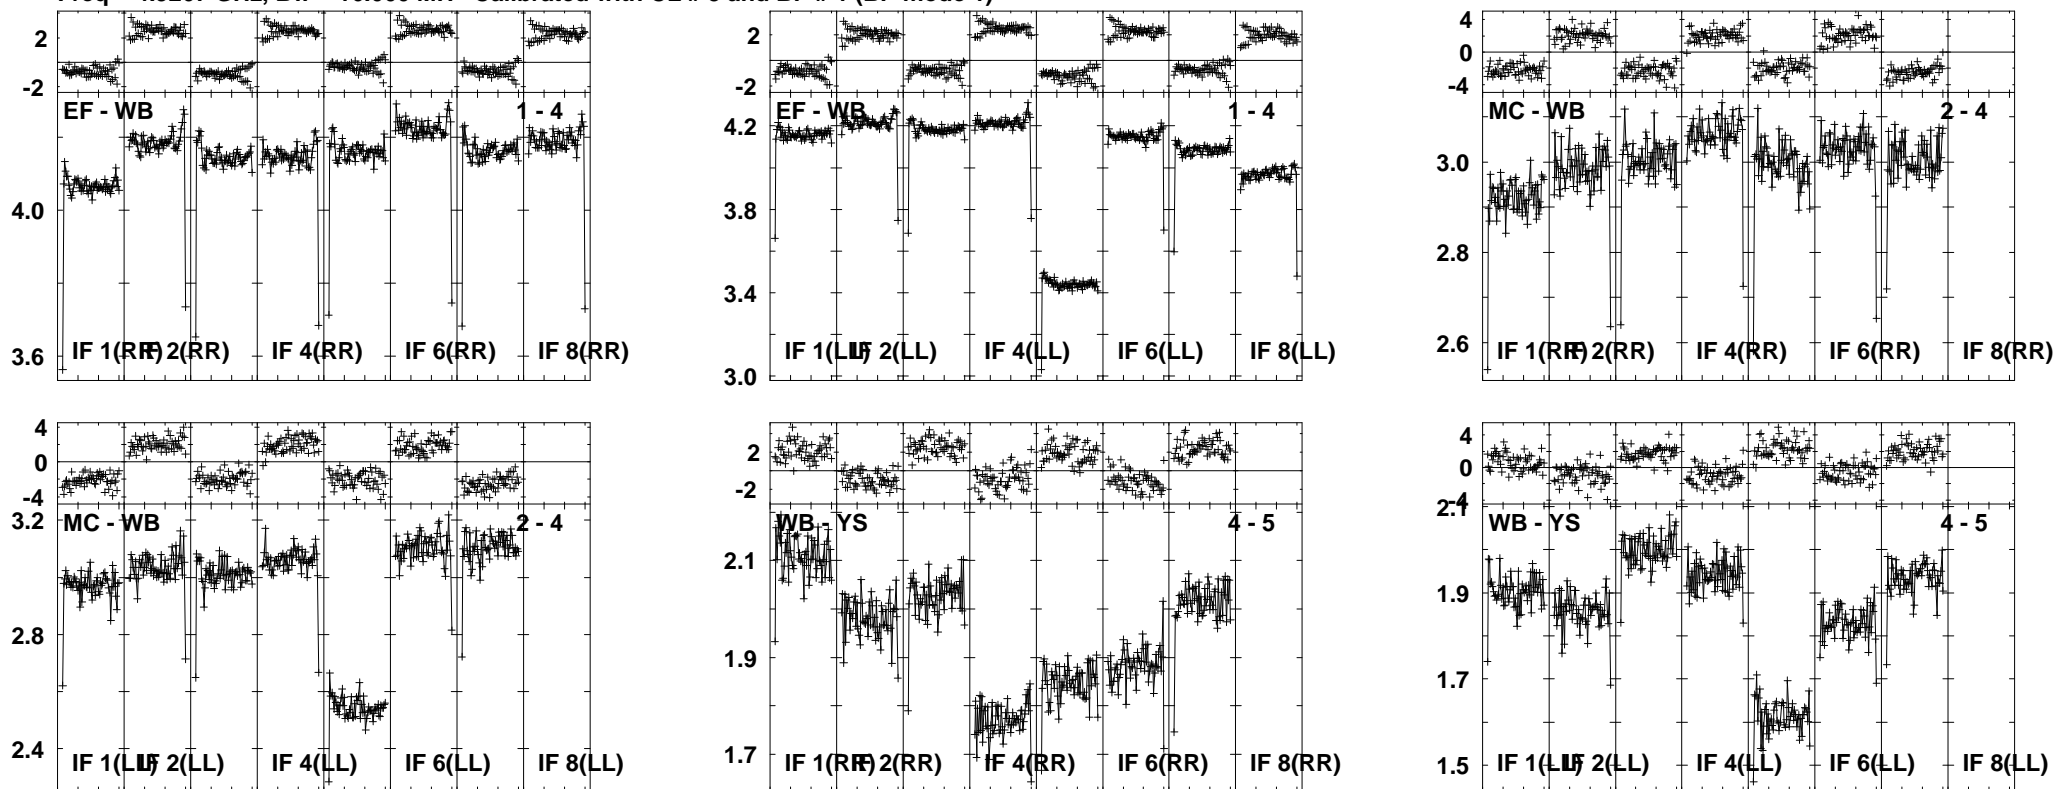 2
-2
EF - WB
1 - 4
4.0
3.6
IF 1(RR)
IF 2(RR)
IF 4(RR)
IF 6(RR)
IF 8(RR)
2
-2
EF - WB
1 - 4
4.2
3.8
3.4
3.0
IF 1(LL)
IF 2(LL)
IF 4(LL)
IF 6(LL)
IF 8(LL)
4
0
-4
MC - WB
2 - 4
3.0
2.8
2.6
IF 1(RR)
IF 2(RR)
IF 4(RR)
IF 6(RR)
IF 8(RR)
4
0
-4
MC - WB
2 - 4
3.2
2.8
2.4
IF 1(LL)
IF 2(LL)
IF 4(LL)
IF 6(LL)
IF 8(LL)
2
-2
WB - YS
4 - 5
2.1
1.9
1.7
IF 1(RR)
IF 2(RR)
IF 4(RR)
IF 6(RR)
IF 8(RR)
4
0
-4
2.1
WB - YS
4 - 5
1.9
1.7
1.5
IF 1(LL)
IF 2(LL)
IF 4(LL)
IF 6(LL)
IF 8(LL)